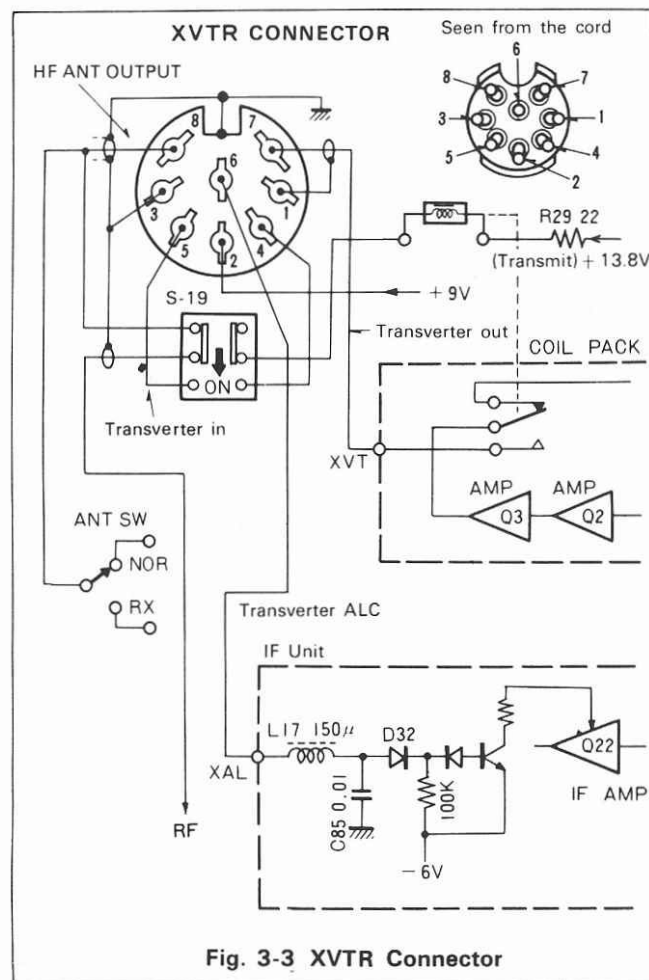 XVTR CONNECTOR
Seen from the cord
HF ANT OUTPUT
6
8
7
3
1
5
4
2
8
7
6
3
1
5
4
2
R29 22
(Transmit) + 13.8V
+ 9V
S-19
Transverter out
COIL PACK
ON
Transverter in
XVT
AMP
AMP
Q3
Q2
ANT SW
NOR
RX
Transverter ALC
IF Unit
L17 150μ
D32
Q22
XAL
C85 0.01
100K
IF AMP
RF
− 6V
Fig. 3-3 XVTR Connector